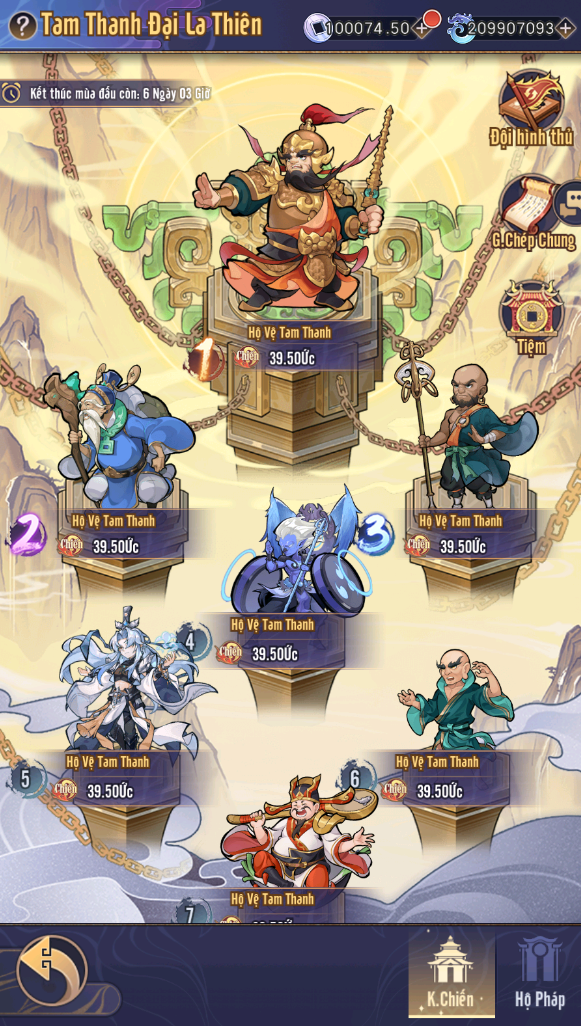 ? Tam Thanh Đại La Thiên
100074.50 + 209907093 +
Kết thúc mùa đấu còn: 6 Ngày 03 Giờ
Đội hình thủ
G.Chép Chung
Tiệm
Hộ Vệ Tam Thanh
1 Chiến 39.50Ức
Hộ Vệ Tam Thanh
2 Chiến 39.50Ức
Hộ Vệ Tam Thanh
3 Chiến 39.50Ức
Hộ Vệ Tam Thanh
4 Chiến 39.50Ức
Hộ Vệ Tam Thanh
5 Chiến 39.50Ức
Hộ Vệ Tam Thanh
6 Chiến 39.50Ức
Hộ Vệ Tam Thanh
7
K.Chiến
Hộ Pháp